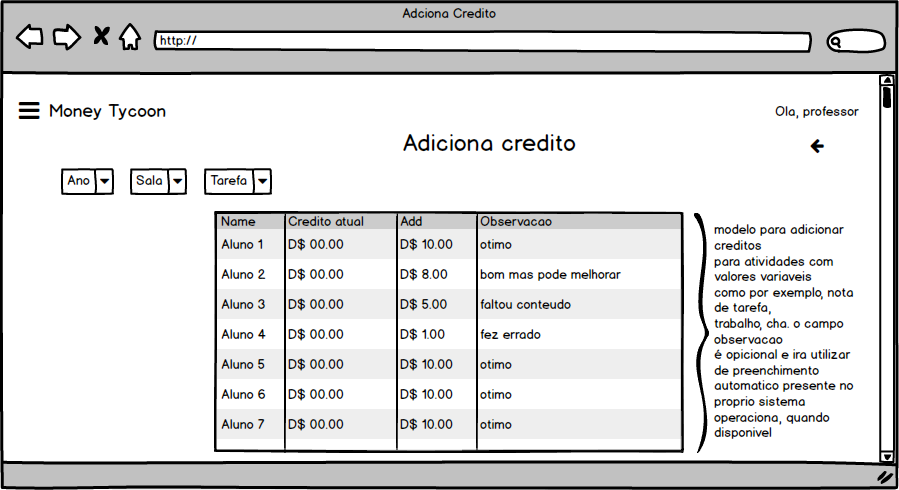 Adciona Credito
http://
Money Tycoon
Ola, professor
Adiciona credito
Ano Sala Tarefa
Name Credito atual Add Observacao
Aluno 1 D$ 00.00 D$ 10.00 otimo
Aluno 2 D$ 00.00 D$ 8.00 bom mas pode melhorar
Aluno 3 D$ 00.00 D$ 5.00 faltou conteudo
Aluno 4 D$ 00.00 D$ 1.00 fez errado
Aluno 5 D$ 00.00 D$ 10.00 otimo
Aluno 6 D$ 00.00 D$ 10.00 otimo
Aluno 7 D$ 00.00 D$ 10.00 otimo
modelo para adicionar
creditos
para atividades com
valores variaveis
como por exemplo, nota
de tarefa,
trabalho, cha. o campo
observacao
é opicional e ira utilizar
de preenchimento
automatico presente no
proprio sistema
operaciona, quando
disponivel